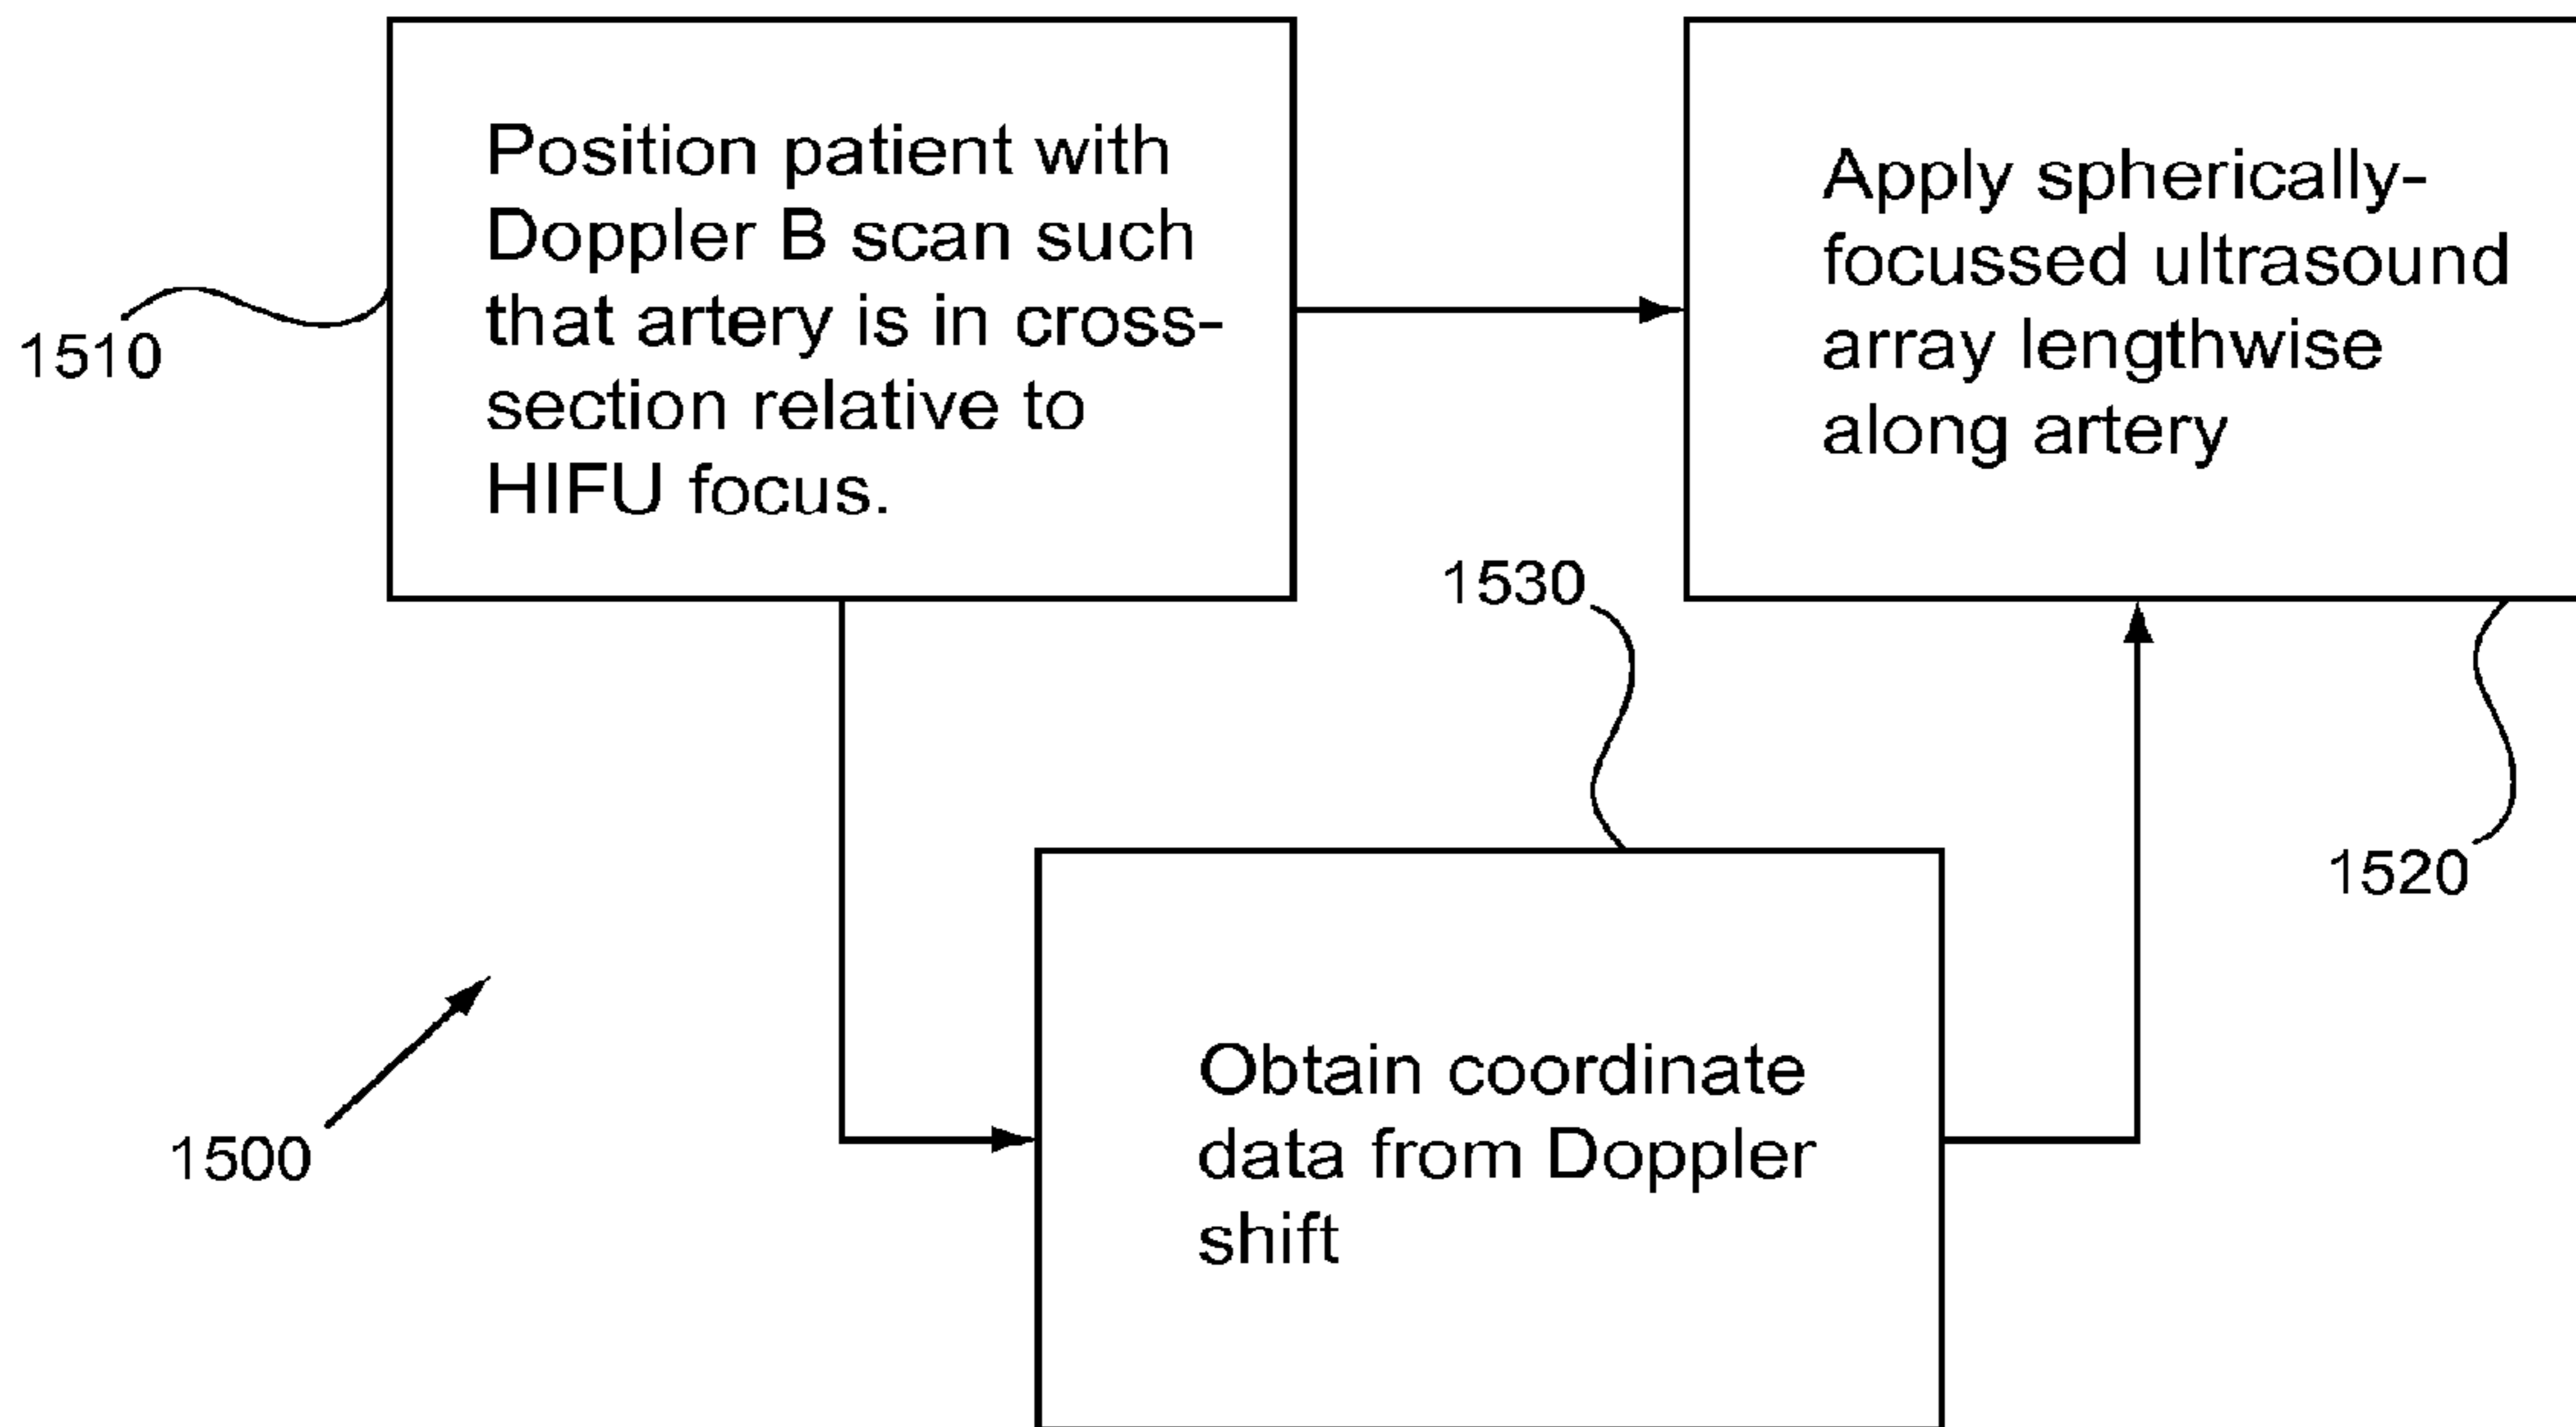 Position patient with
Doppler B scan such
that artery is in cross-
section relative to
HIFU focus.
1510
Apply spherically-
focussed ultrasound
array lengthwise
along artery
1530
1520
Obtain coordinate
data from Doppler
shift
1500